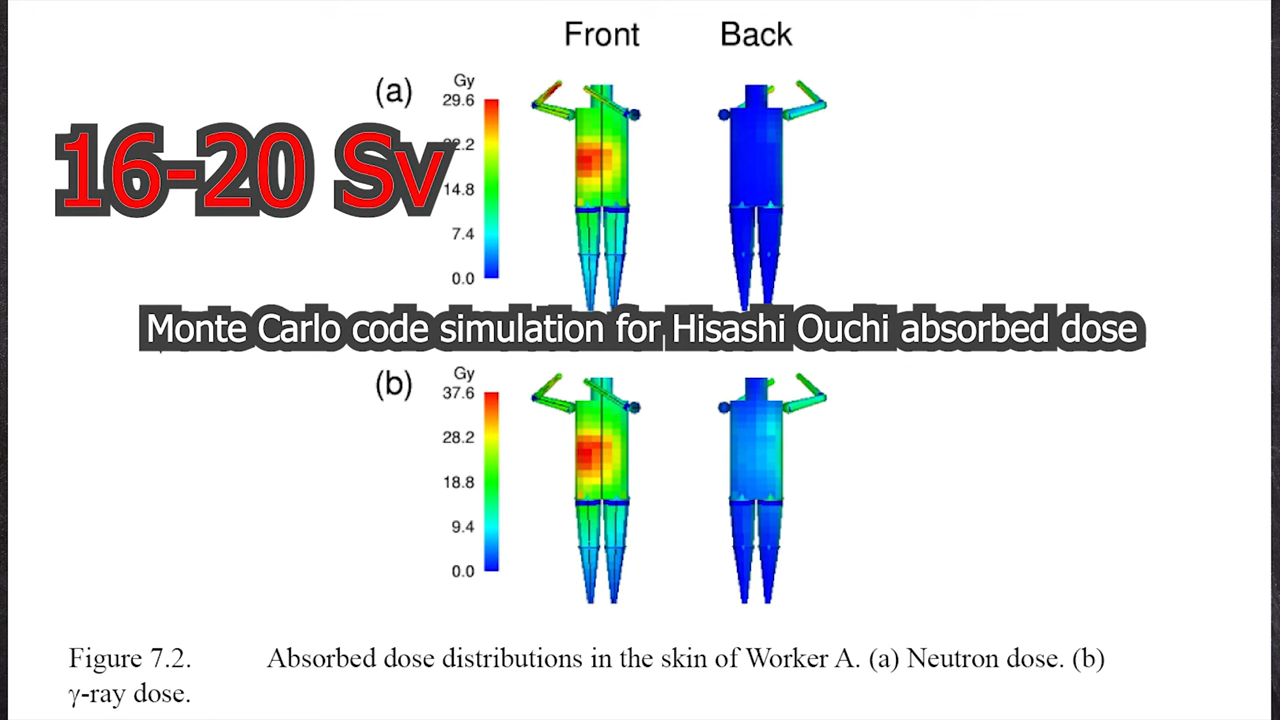 Front Back
(a)
Gy
29.6
22.2
16-20 Sv
14.8
7.4
0.0
Monte Carlo code simulation for Hisashi Ouchi absorbed dose
(b)
Gy
37.6
28.2
18.8
9.4
0.0
Figure 7.2. Absorbed dose distributions in the skin of Worker A. (a) Neutron dose. (b)
γ-ray dose.